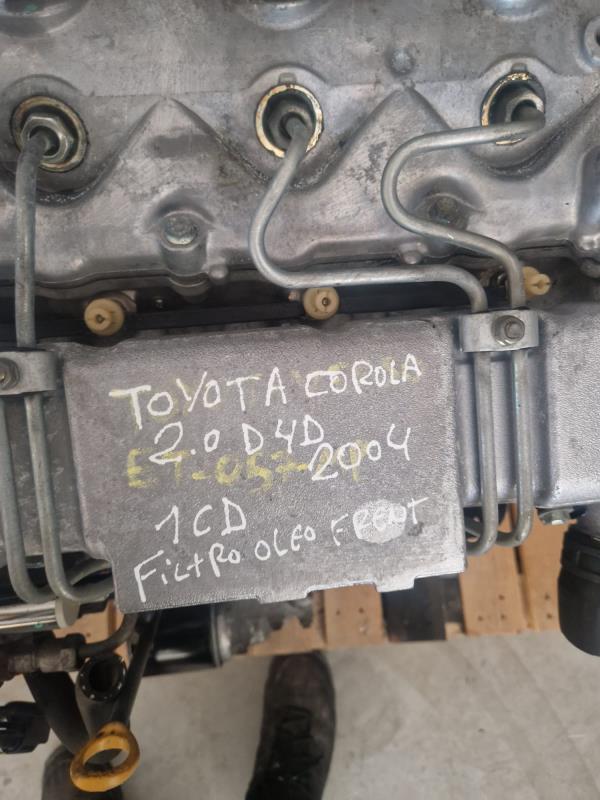 TOYOTA COROLA
2.0 D4D
2004
1CD
FiltRO OLEO FRENT